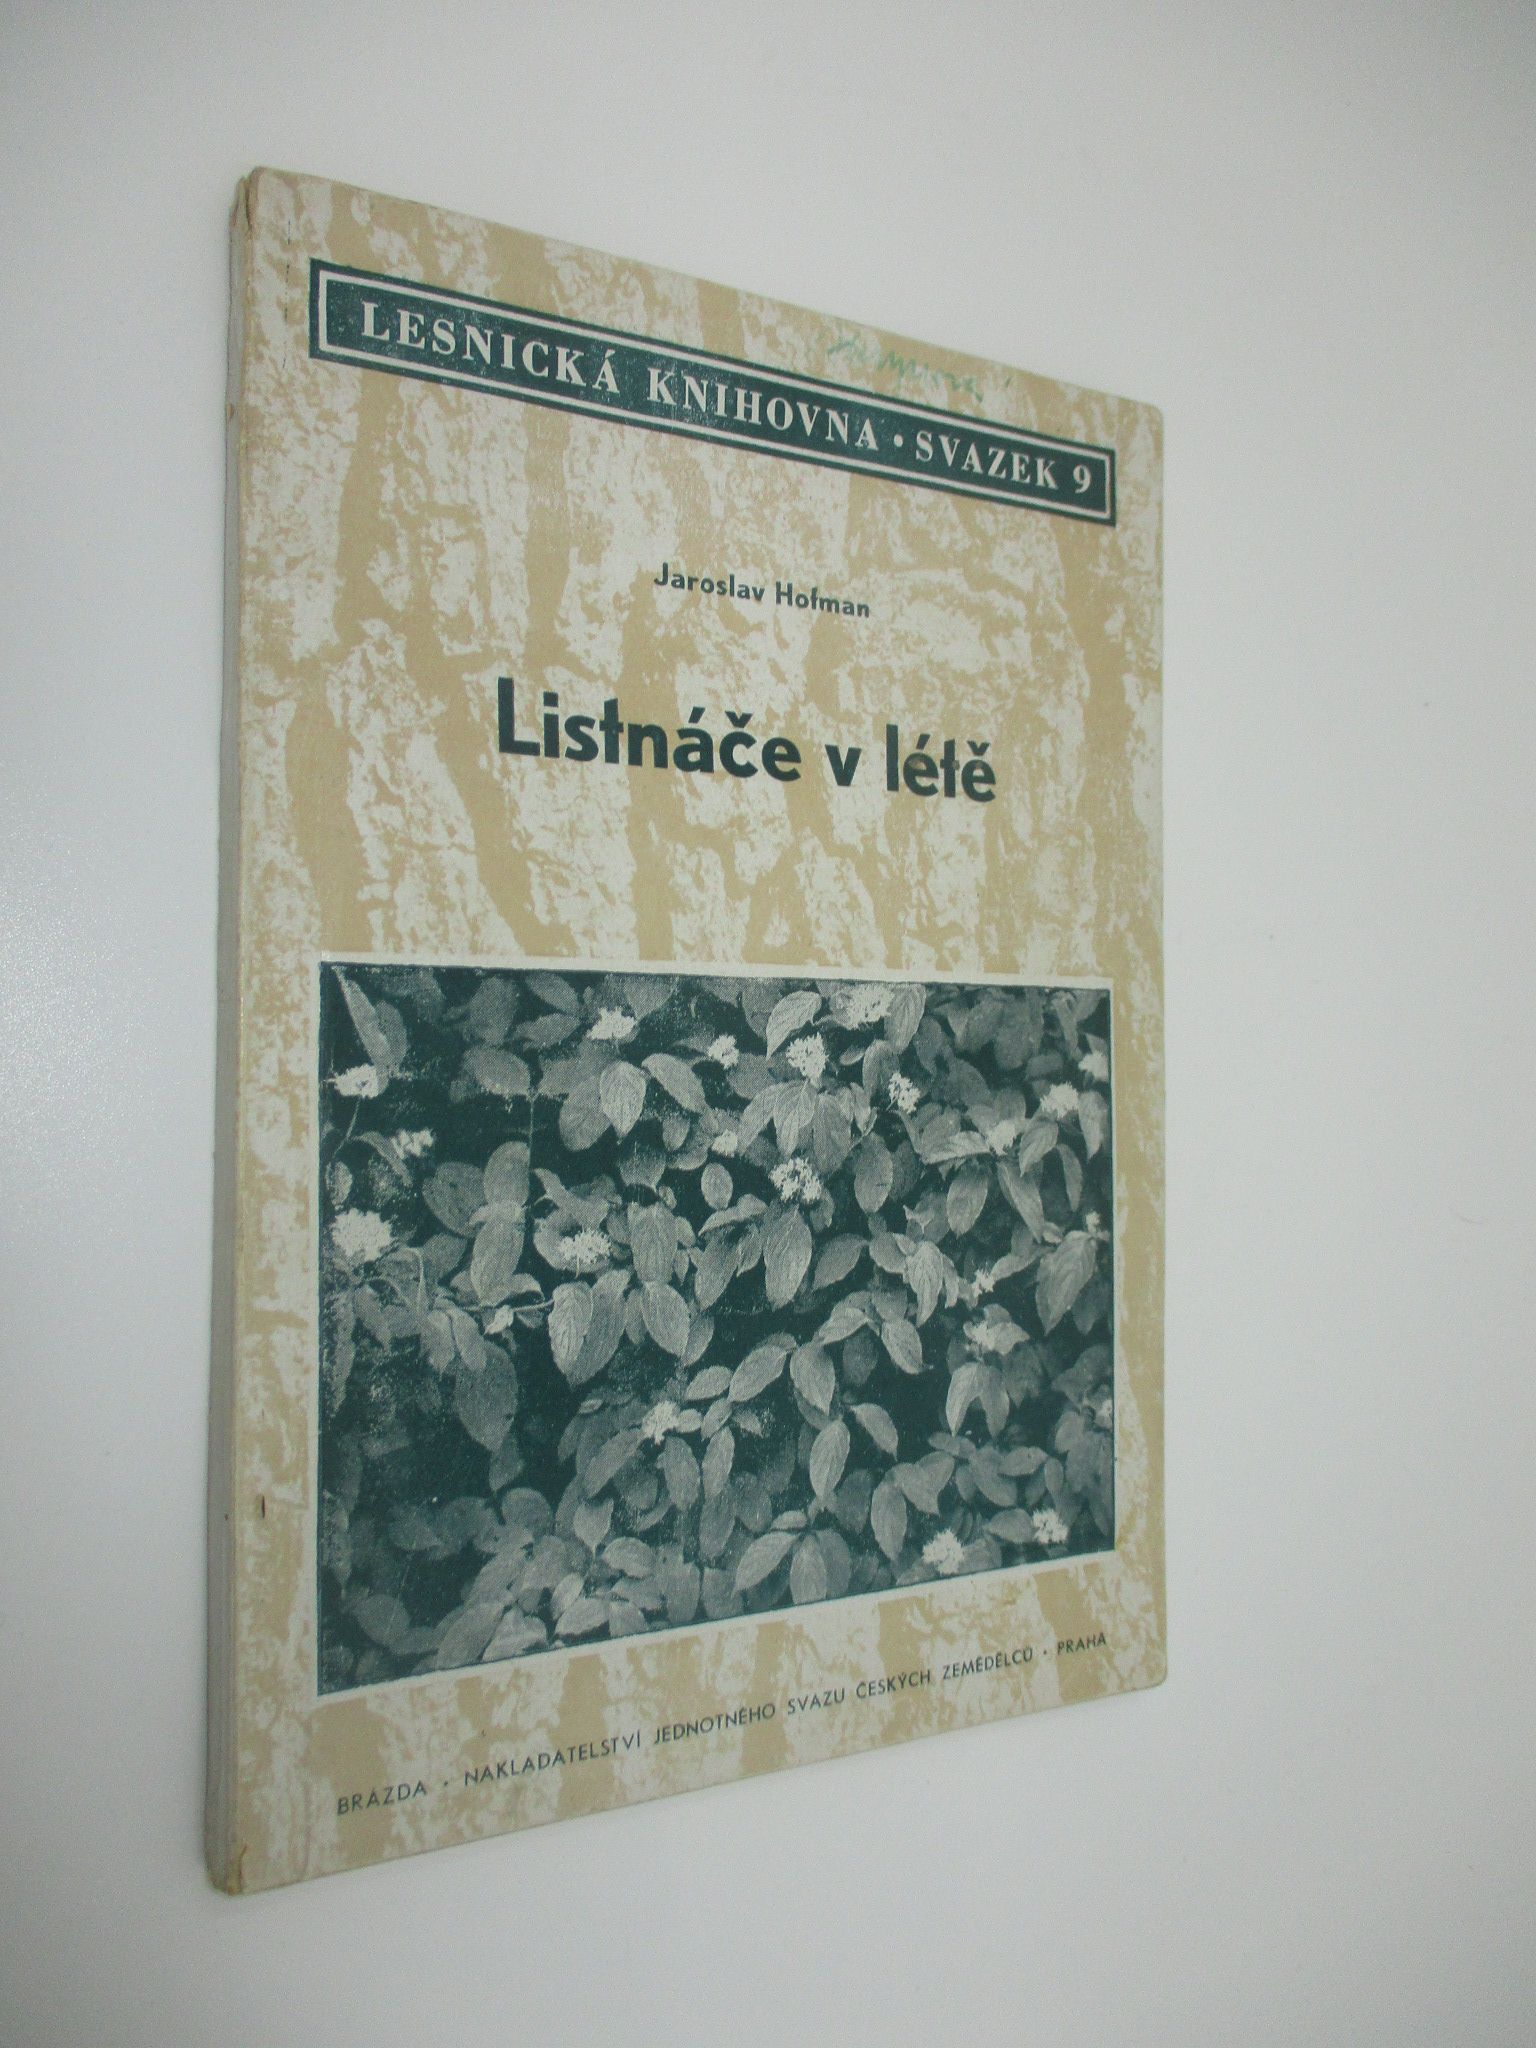 LESNICKÁ KNIHOVNA • SVAZEK 9
Jaroslav Hofman
Listnáče v létě
BRÁZDA • NAKLADATELSTVÍ JEDNOTNÉHO SVAZU ČESKÝCH ZEMĚDĚLCŮ • PRAHA